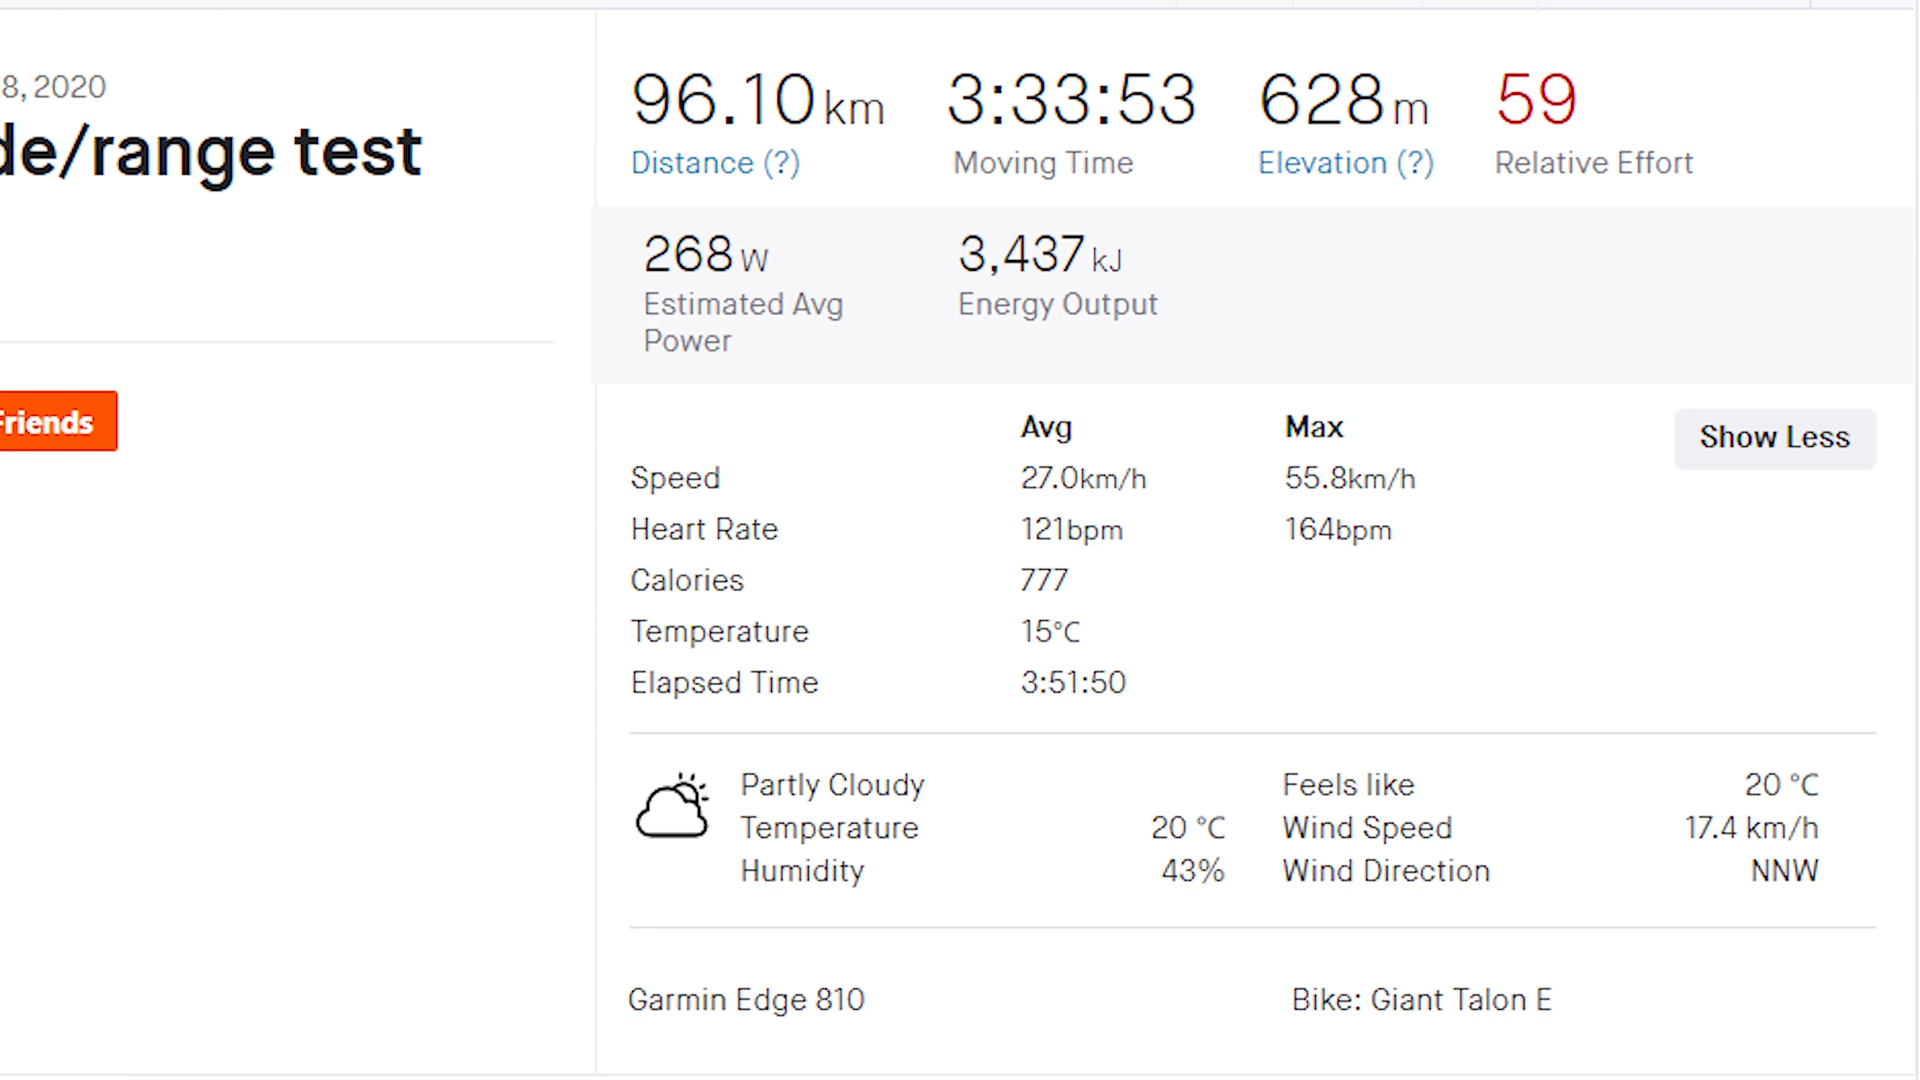 8, 2020
de/range test
Friends
96.10 km 3:33:53 628 m 59
Distance (?) Moving Time Elevation (?) Relative Effort
268 W 3,437 kJ
Estimated Avg Energy Output
Power
Avg Max Show Less
Speed 27.0km/h 55.8km/h
Heart Rate 121bpm 164bpm
Calories 777
Temperature 15°C
Elapsed Time 3:51:50
Partly Cloudy Feels like 20 °C
Temperature 20 °C Wind Speed 17.4 km/h
Humidity 43% Wind Direction NNW
Garmin Edge 810 Bike: Giant Talon E